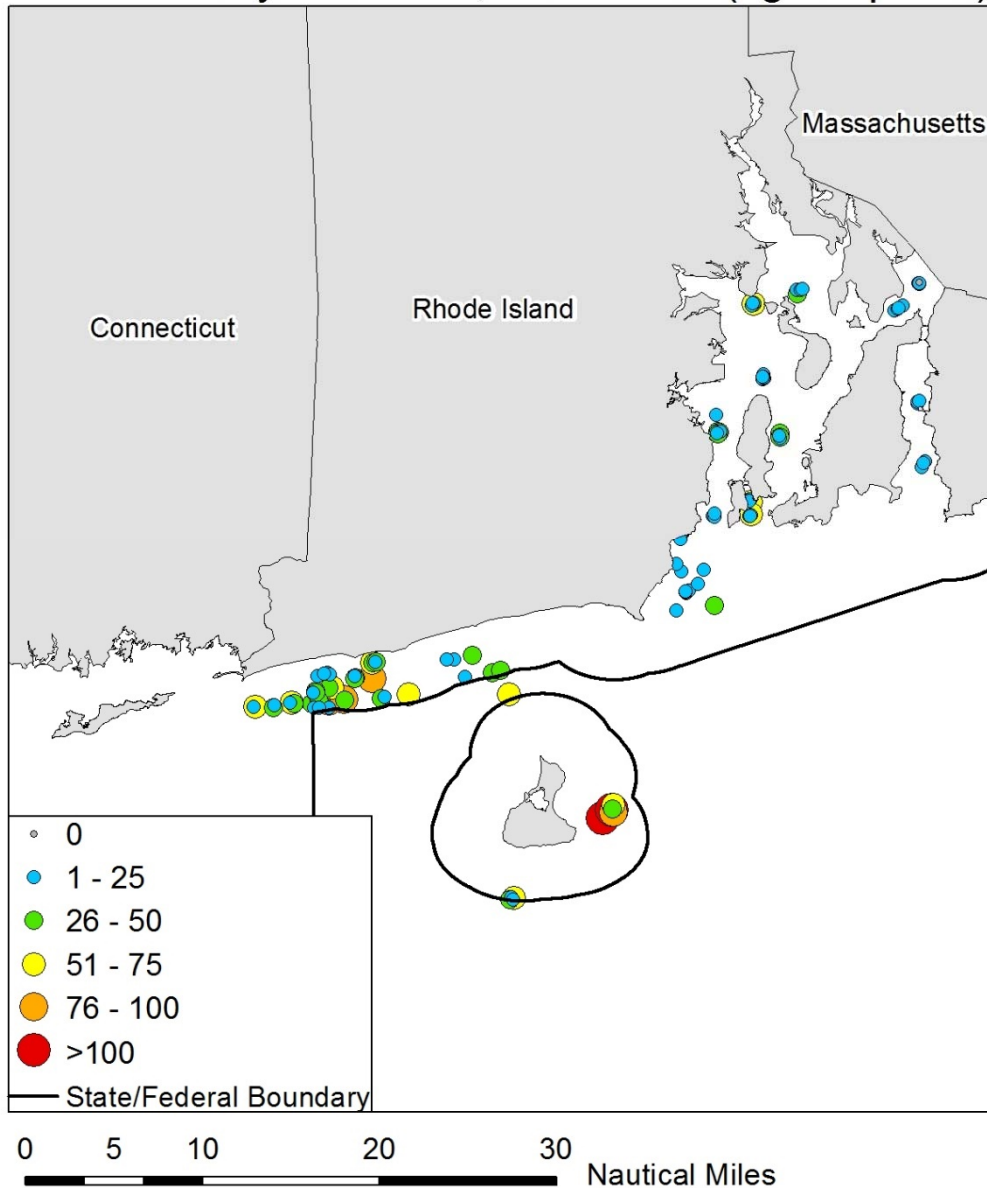 Massachusetts
Rhode Island
Connecticut
0
1 - 25
26 - 50
51 - 75
76 - 100
>100
State/Federal Boundary
0 5 10 20 30
Nautical Miles